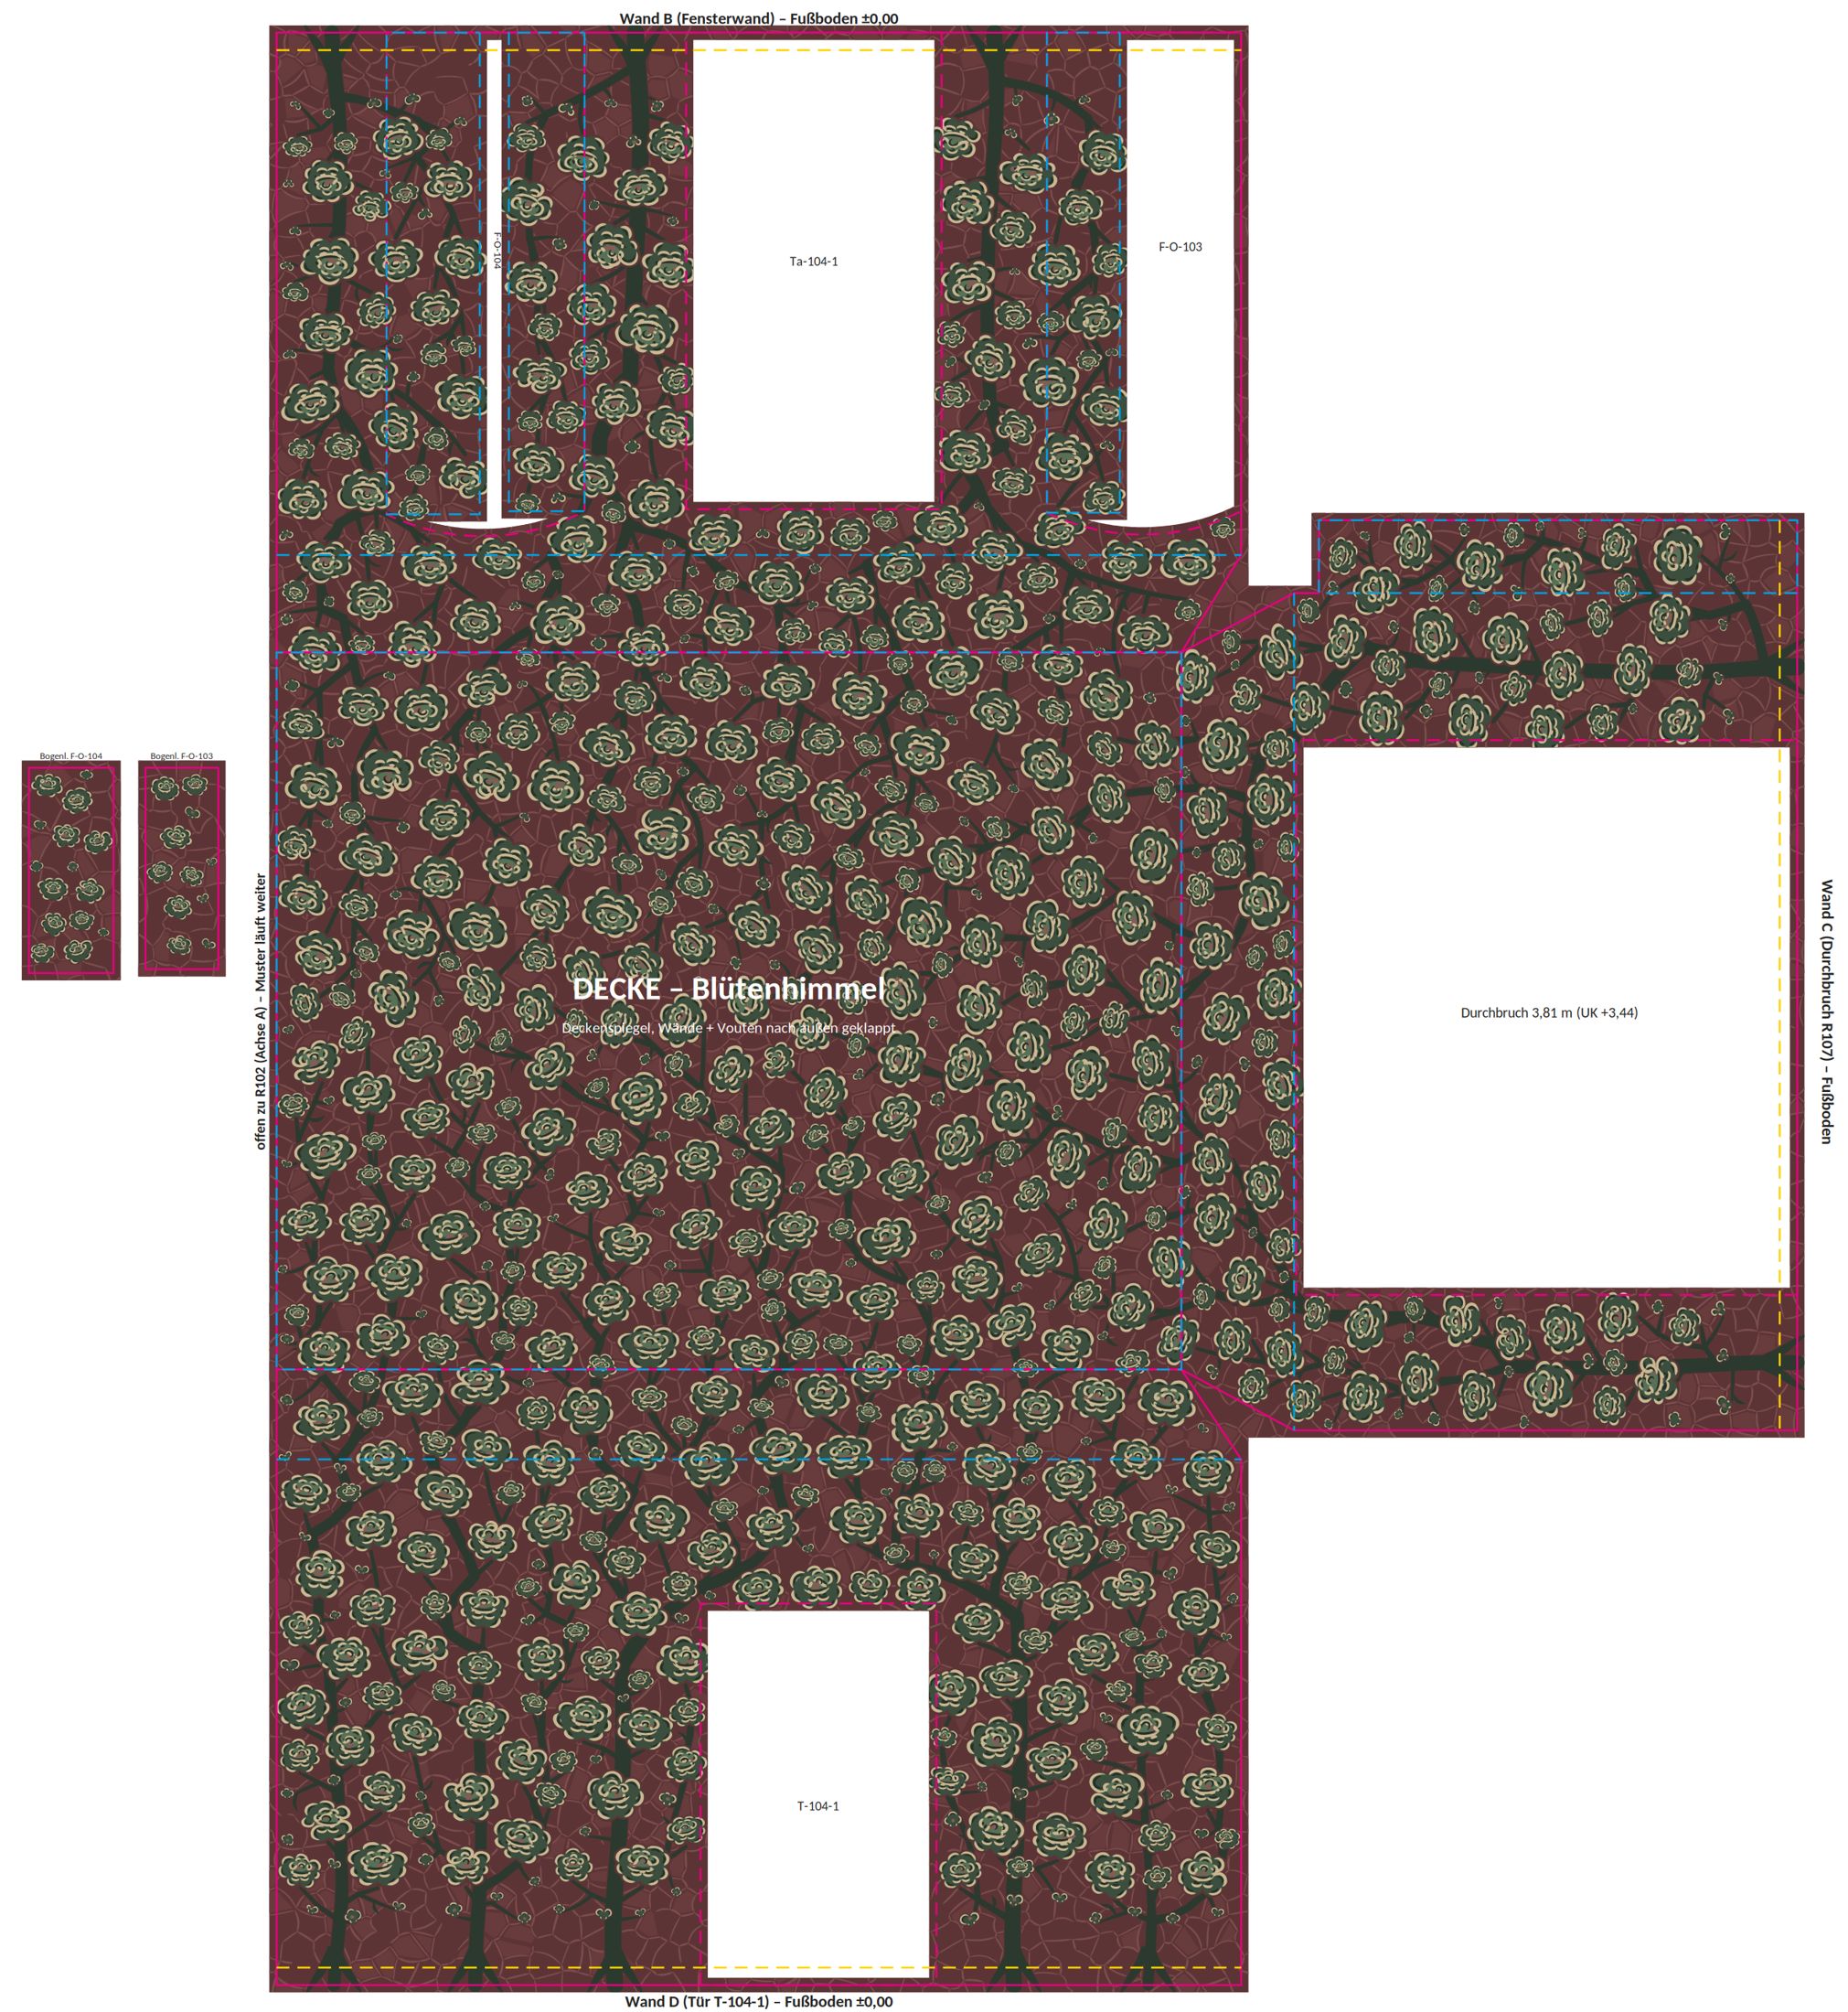 Wand B (Fensterwand) – Fußboden ±0,00
F-O-104
Ta-104-1
F-O-103
Bogenl. F-O-104
Bogenl. F-O-103
offen zu R102 (Achse A) – Muster läuft weiter
DECKE – Blütenhimmel
Deckenspiegel, Wände + Vouten nach außen geklappt
Durchbruch 3,81 m (UK +3,44)
Wand C (Durchbruch R107) – Fußboden
T-104-1
Wand D (Tür T-104-1) – Fußboden ±0,00